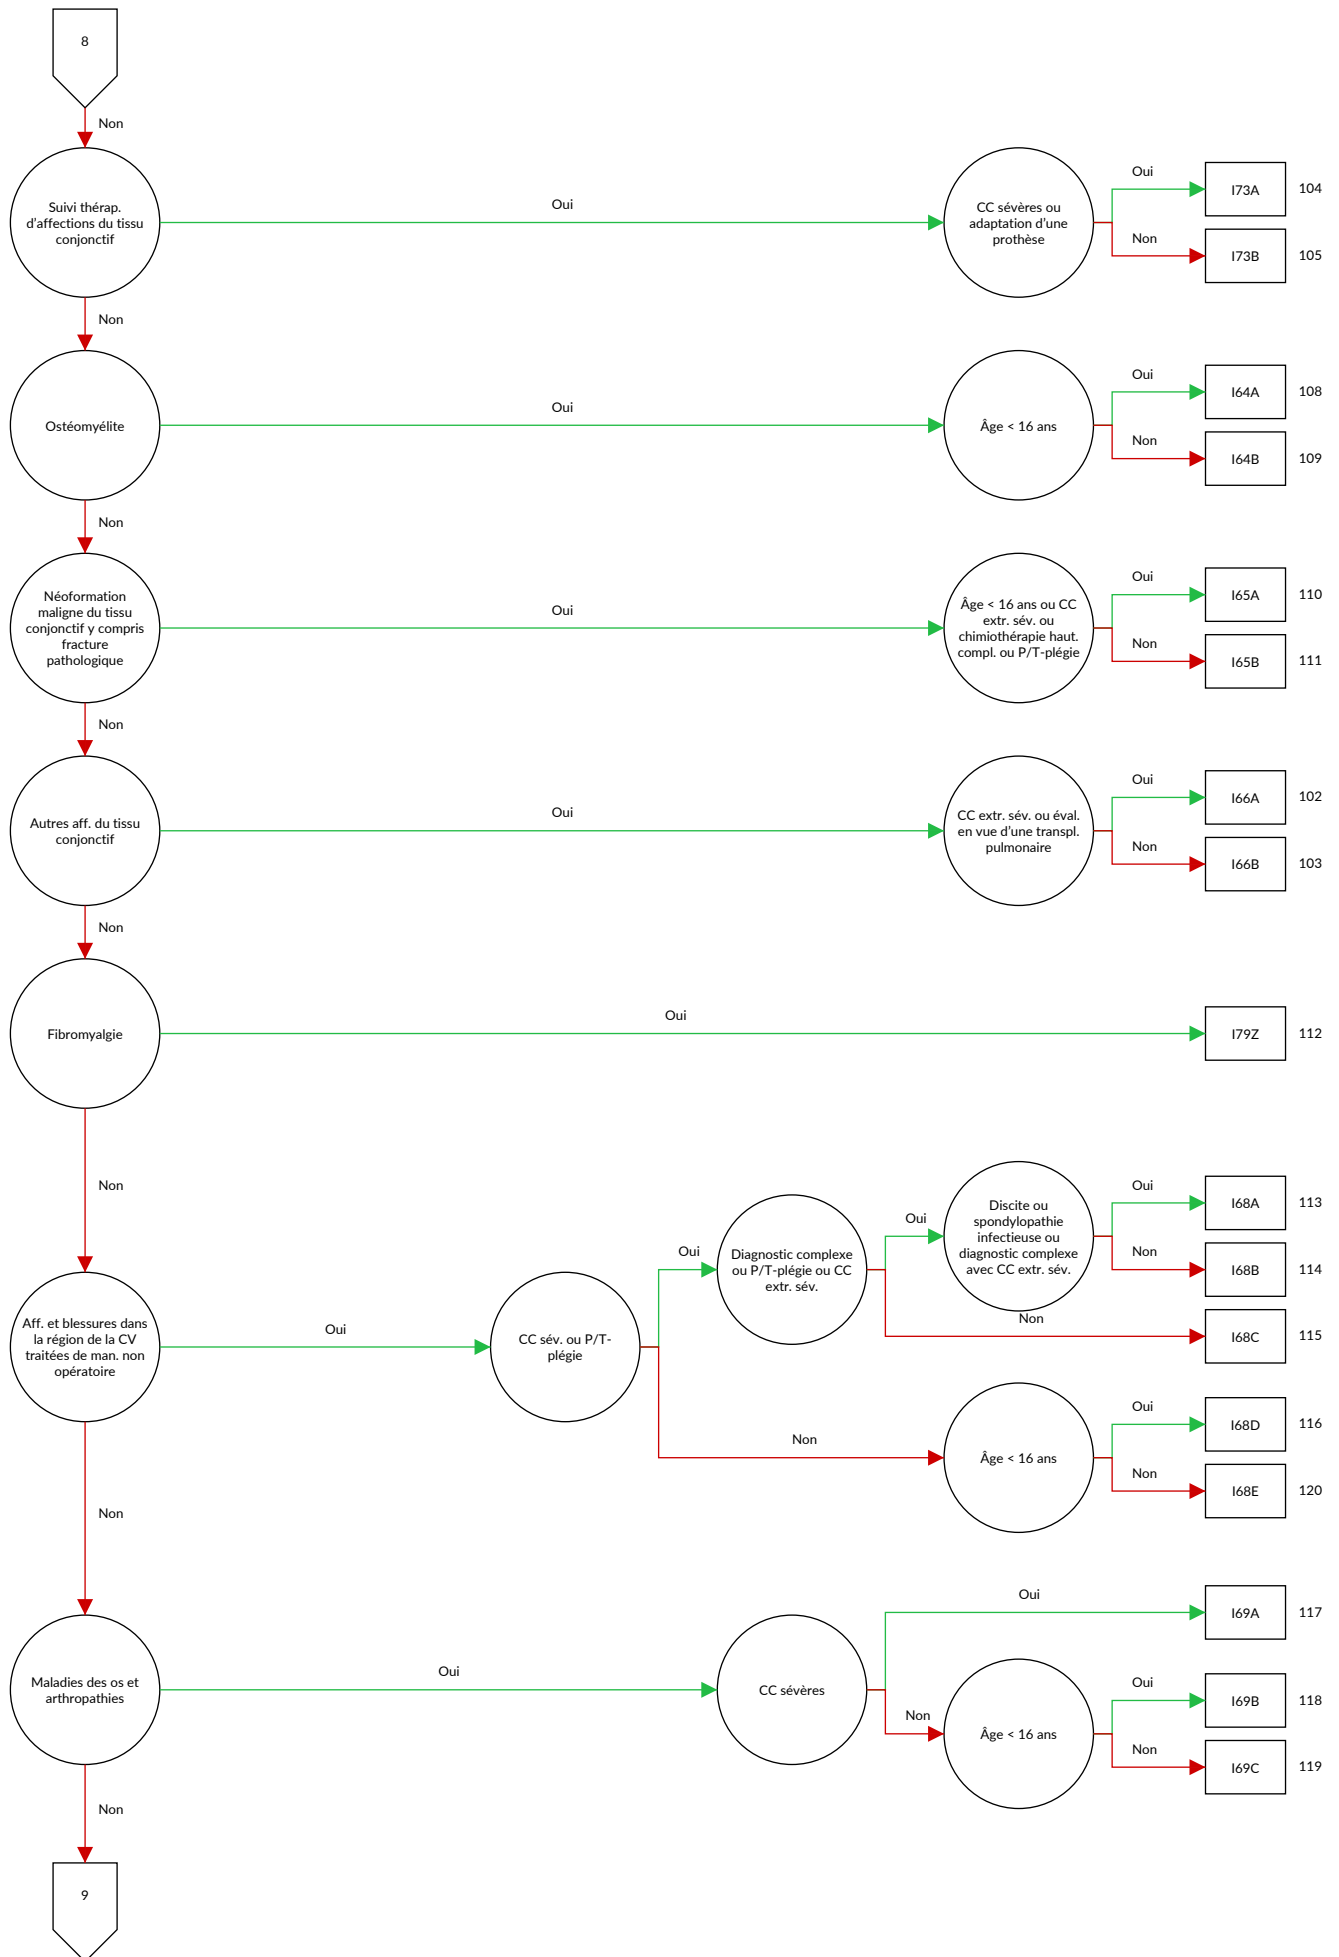 8
Non
Suivi thérap.
d'affections du tissu
conjonctif
Oui
CC sévères ou
adaptation d'une
prothèse
Oui
I73A
104
Non
I73B
105
Non
Ostéomyélite
Oui
Âge < 16 ans
Oui
I64A
108
Non
I64B
109
Non
Néoformation
maligne du tissu
conjonctif y compris
fracture
pathologique
Oui
Âge < 16 ans ou CC
extr. sév. ou
chimiothérapie haut.
compl. ou P/T-plégie
Oui
I65A
110
Non
I65B
111
Non
Autres aff. du tissu
conjonctif
Oui
CC extr. sév. ou éval.
en vue d'une transpl.
pulmonaire
Oui
I66A
102
Non
I66B
103
Non
Fibromyalgie
Oui
I79Z
112
Non
Aff. et blessures dans
la région de la CV
traitées de man. non
opératoire
Oui
CC sév. ou P/T-
plégie
Oui
Diagnostic complexe
ou P/T-plégie ou CC
extr. sév.
Oui
Discite ou
spondylopathie
infectieuse ou
diagnostic complexe
avec CC extr. sév.
Oui
I68A
113
Non
I68B
114
Non
I68C
115
Non
Âge < 16 ans
Oui
I68D
116
Non
I68E
120
Non
Maladies des os et
arthropathies
Oui
CC sévères
Oui
I69A
117
Non
Âge < 16 ans
Oui
I69B
118
Non
I69C
119
Non
9